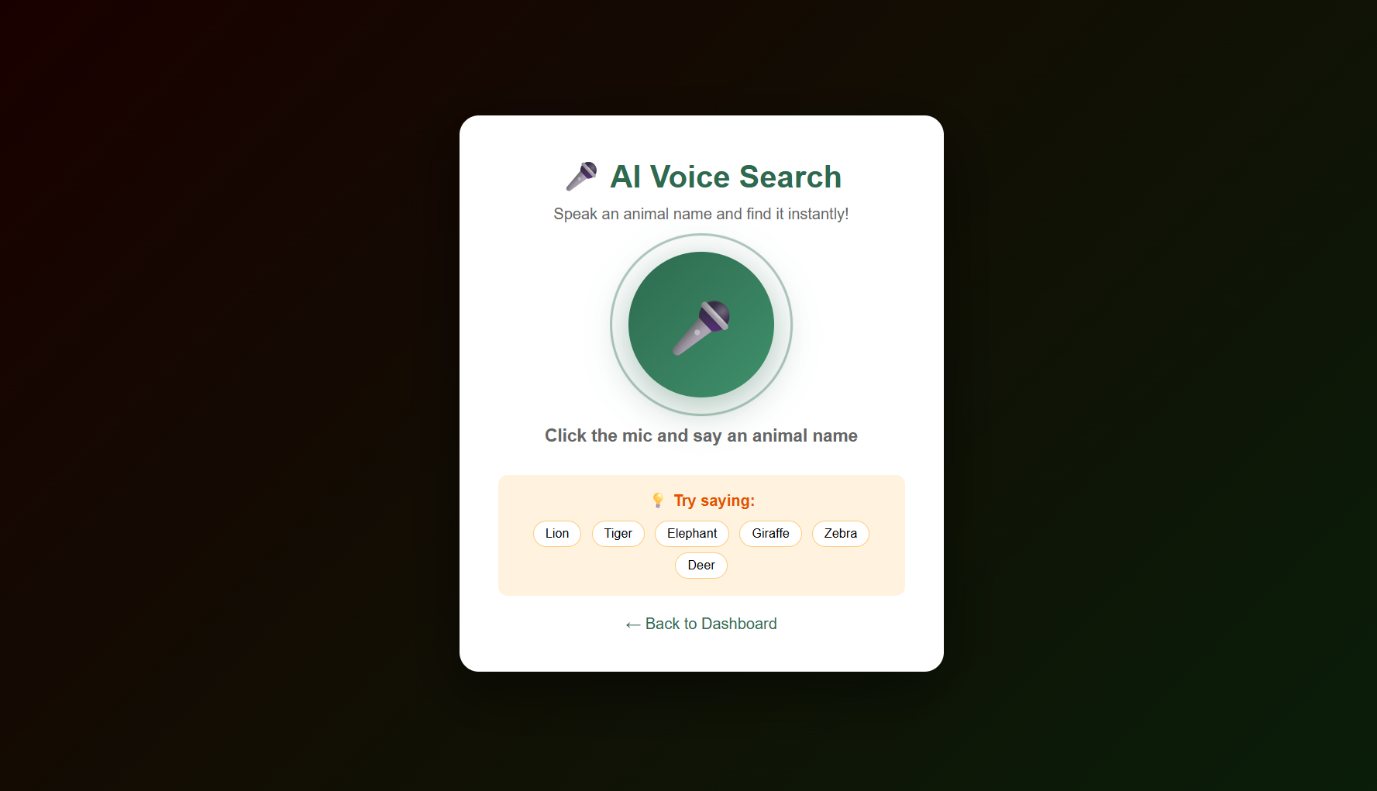 🎤 AI Voice Search
Speak an animal name and find it instantly!
Click the mic and say an animal name
💡 Try saying:
Lion Tiger Elephant Giraffe Zebra
Deer
← Back to Dashboard